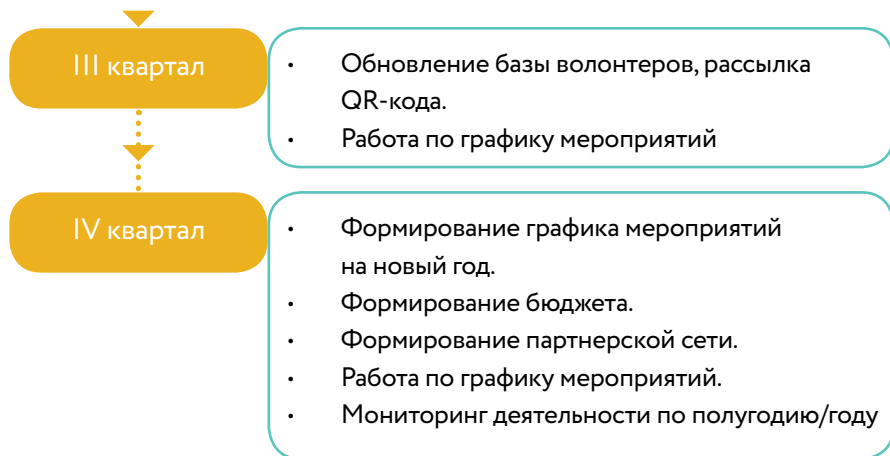 III квартал
• Обновление базы волонтеров, рассылка
QR-кода.
• Работа по графику мероприятий
IV квартал
• Формирование графика мероприятий
на новый год.
• Формирование бюджета.
• Формирование партнерской сети.
• Работа по графику мероприятий.
• Мониторинг деятельности по полугодию/году